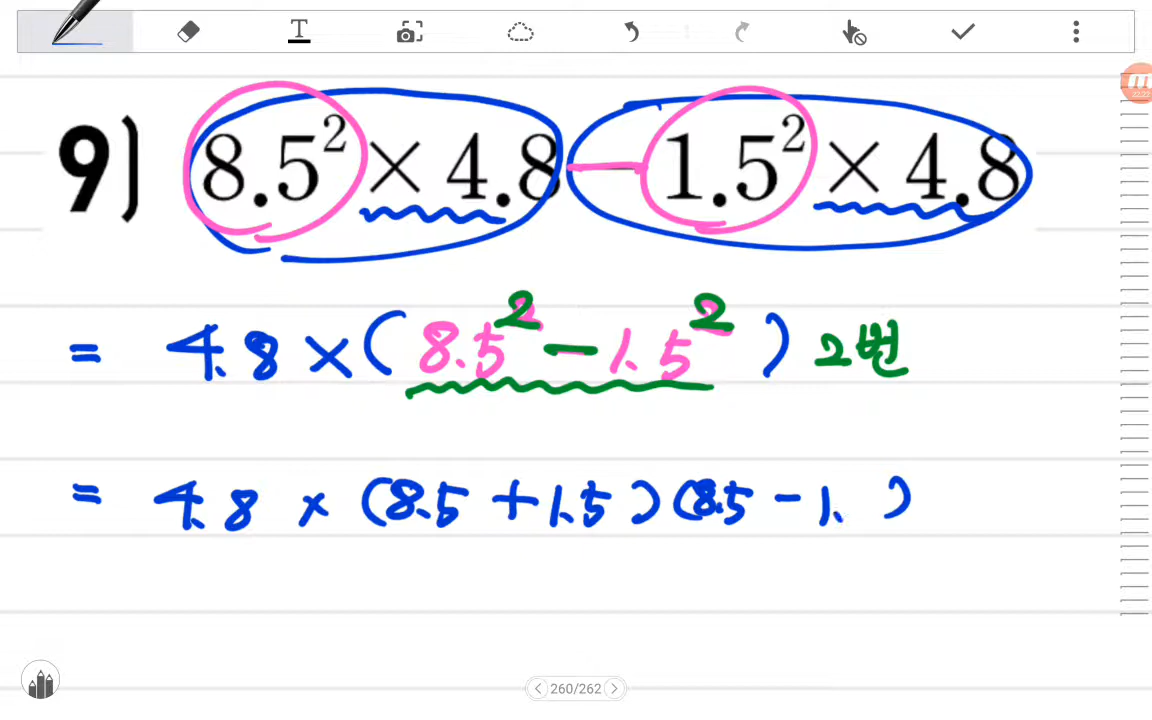 T
9) 8.5² × 4.8 − 1.5² × 4.8
= 4.8 × ( 8.5² − 1.5² ) 2번
= 4.8 × (8.5 + 1.5)(8.5 − 1. )
260/262